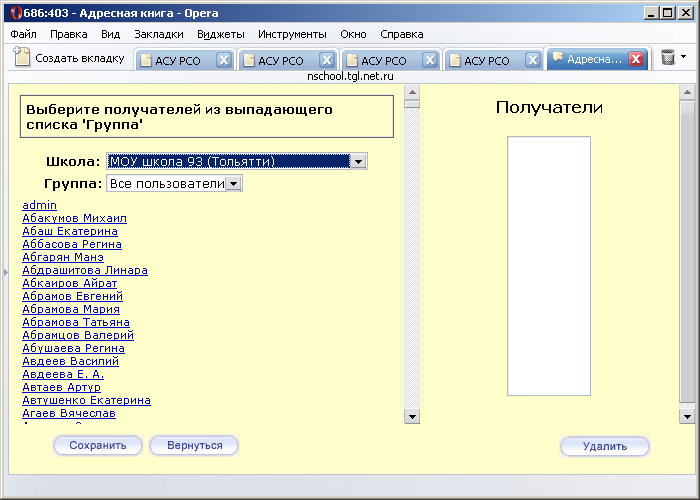 686:403 - Адресная книга - Opera
Файл Правка Вид Закладки Виджеты Инструменты Окно Справка
Создать вкладку АСУ РСО АСУ РСО АСУ РСО АСУ РСО Адресна...
nschool.tgl.net.ru
Выберите получателей из выпадающего
списка 'Группа'
Школа: МОУ школа 93 (Тольятти)
Группа: Все пользователи
admin
Абакумов Михаил
Абаш Екатерина
Аббасова Регина
Абгарян Манэ
Абдрашитова Линара
Абкаиров Айрат
Абрамов Евгений
Абрамова Мария
Абрамова Татьяна
Абрамцов Валерий
Абушаева Регина
Авдеев Василий
Авдеева Е. А.
Автаев Артур
Автушенко Екатерина
Агаев Вячеслав
Получатели
Сохранить Вернуться Удалить